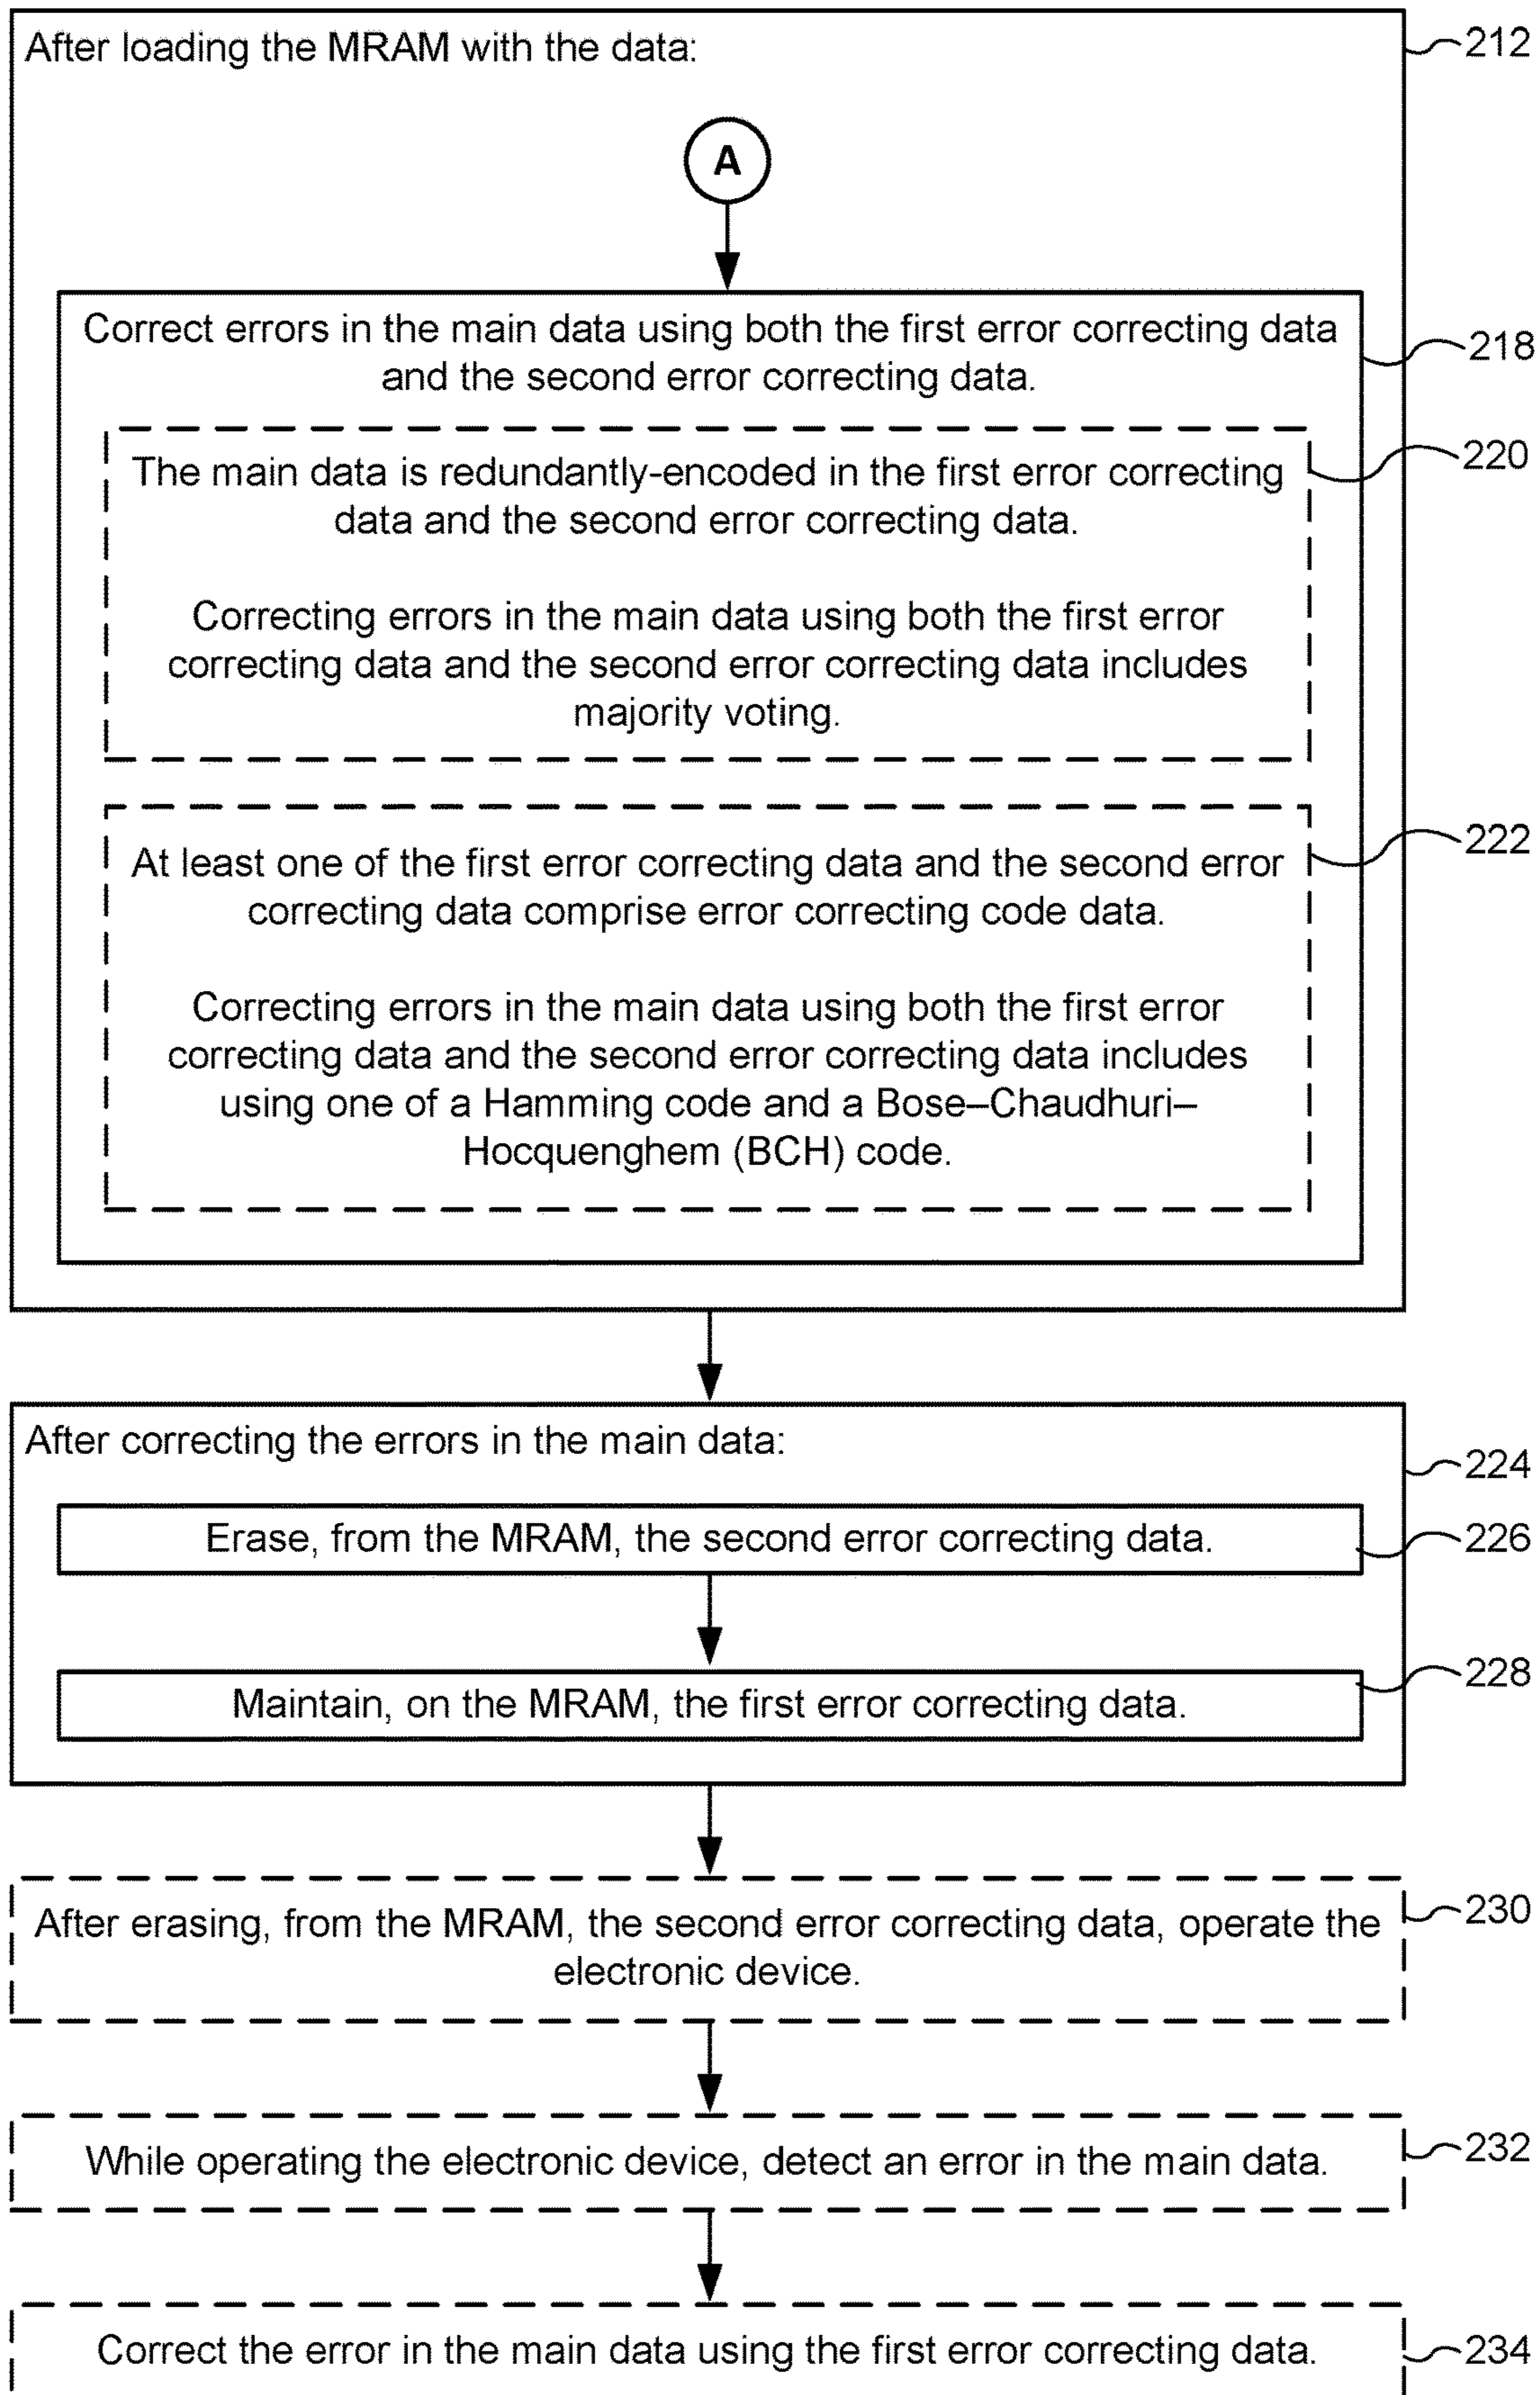 After loading the MRAM with the data:
212
A
Correct errors in the main data using both the first error correcting data
and the second error correcting data.
218
The main data is redundantly-encoded in the first error correcting
data and the second error correcting data.
220
Correcting errors in the main data using both the first error
correcting data and the second error correcting data includes
majority voting.
At least one of the first error correcting data and the second error
correcting data comprise error correcting code data.
222
Correcting errors in the main data using both the first error
correcting data and the second error correcting data includes
using one of a Hamming code and a Bose–Chaudhuri–
Hocquenghem (BCH) code.
After correcting the errors in the main data:
224
Erase, from the MRAM, the second error correcting data.
226
Maintain, on the MRAM, the first error correcting data.
228
After erasing, from the MRAM, the second error correcting data, operate the
electronic device.
230
While operating the electronic device, detect an error in the main data.
232
Correct the error in the main data using the first error correcting data.
234